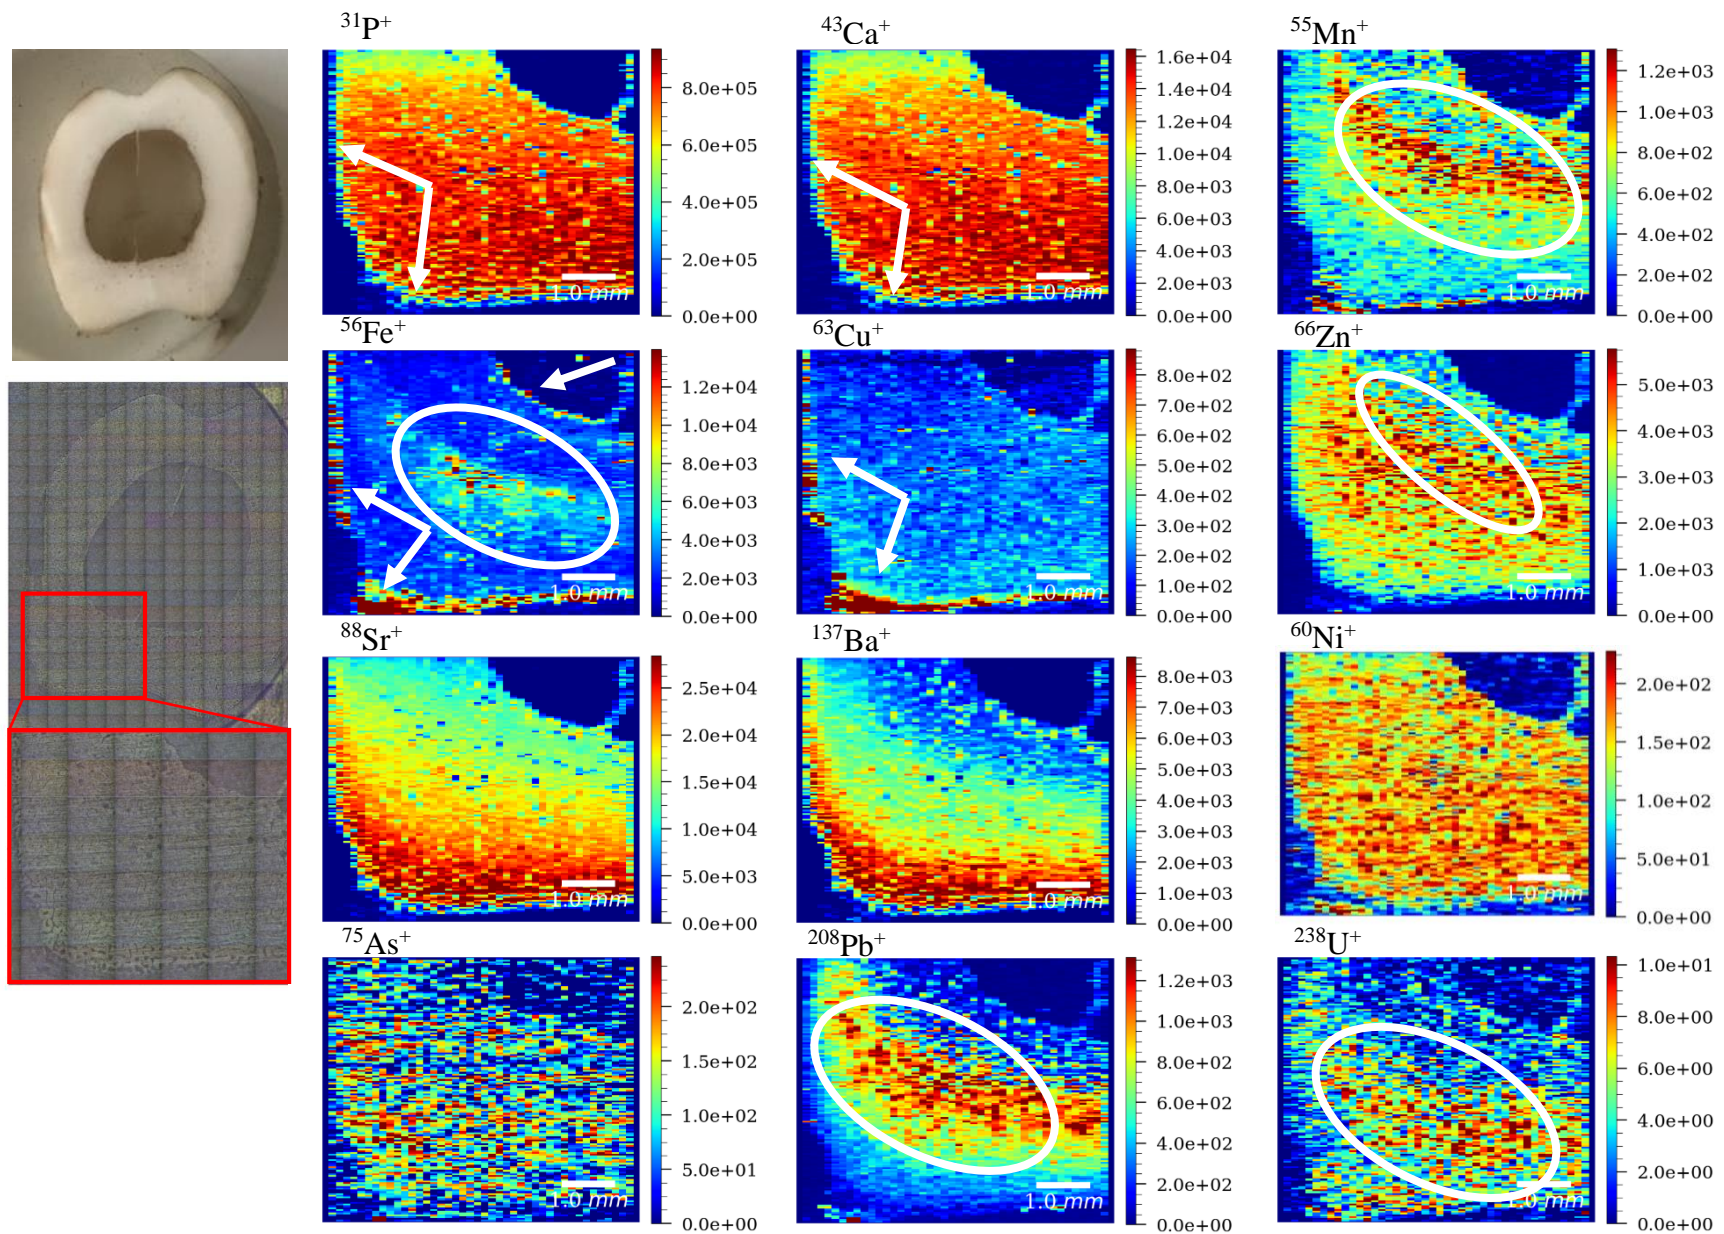 ³¹P⁺
8.0e+05
6.0e+05
4.0e+05
2.0e+05
0.0e+00
1.0 mm
⁴³Ca⁺
1.6e+04
1.4e+04
1.2e+04
1.0e+04
8.0e+03
6.0e+03
4.0e+03
2.0e+03
0.0e+00
1.0 mm
⁵⁵Mn⁺
1.2e+03
1.0e+03
8.0e+02
6.0e+02
4.0e+02
2.0e+02
0.0e+00
1.0 mm
⁵⁶Fe⁺
1.2e+04
1.0e+04
8.0e+03
6.0e+03
4.0e+03
2.0e+03
0.0e+00
1.0 mm
⁶³Cu⁺
8.0e+02
7.0e+02
6.0e+02
5.0e+02
4.0e+02
3.0e+02
2.0e+02
1.0e+02
0.0e+00
1.0 mm
⁶⁶Zn⁺
5.0e+03
4.0e+03
3.0e+03
2.0e+03
1.0e+03
0.0e+00
1.0 mm
⁸⁸Sr⁺
2.5e+04
2.0e+04
1.5e+04
1.0e+04
5.0e+03
0.0e+00
1.0 mm
¹³⁷Ba⁺
8.0e+03
7.0e+03
6.0e+03
5.0e+03
4.0e+03
3.0e+03
2.0e+03
1.0e+03
0.0e+00
1.0 mm
⁶⁰Ni⁺
2.0e+02
1.5e+02
1.0e+02
5.0e+01
0.0e+00
1.0 mm
⁷⁵As⁺
2.0e+02
1.5e+02
1.0e+02
5.0e+01
0.0e+00
1.0 mm
²⁰⁸Pb⁺
1.2e+03
1.0e+03
8.0e+02
6.0e+02
4.0e+02
2.0e+02
0.0e+00
1.0 mm
²³⁸U⁺
1.0e+01
8.0e+00
6.0e+00
4.0e+00
2.0e+00
0.0e+00
1.0 mm